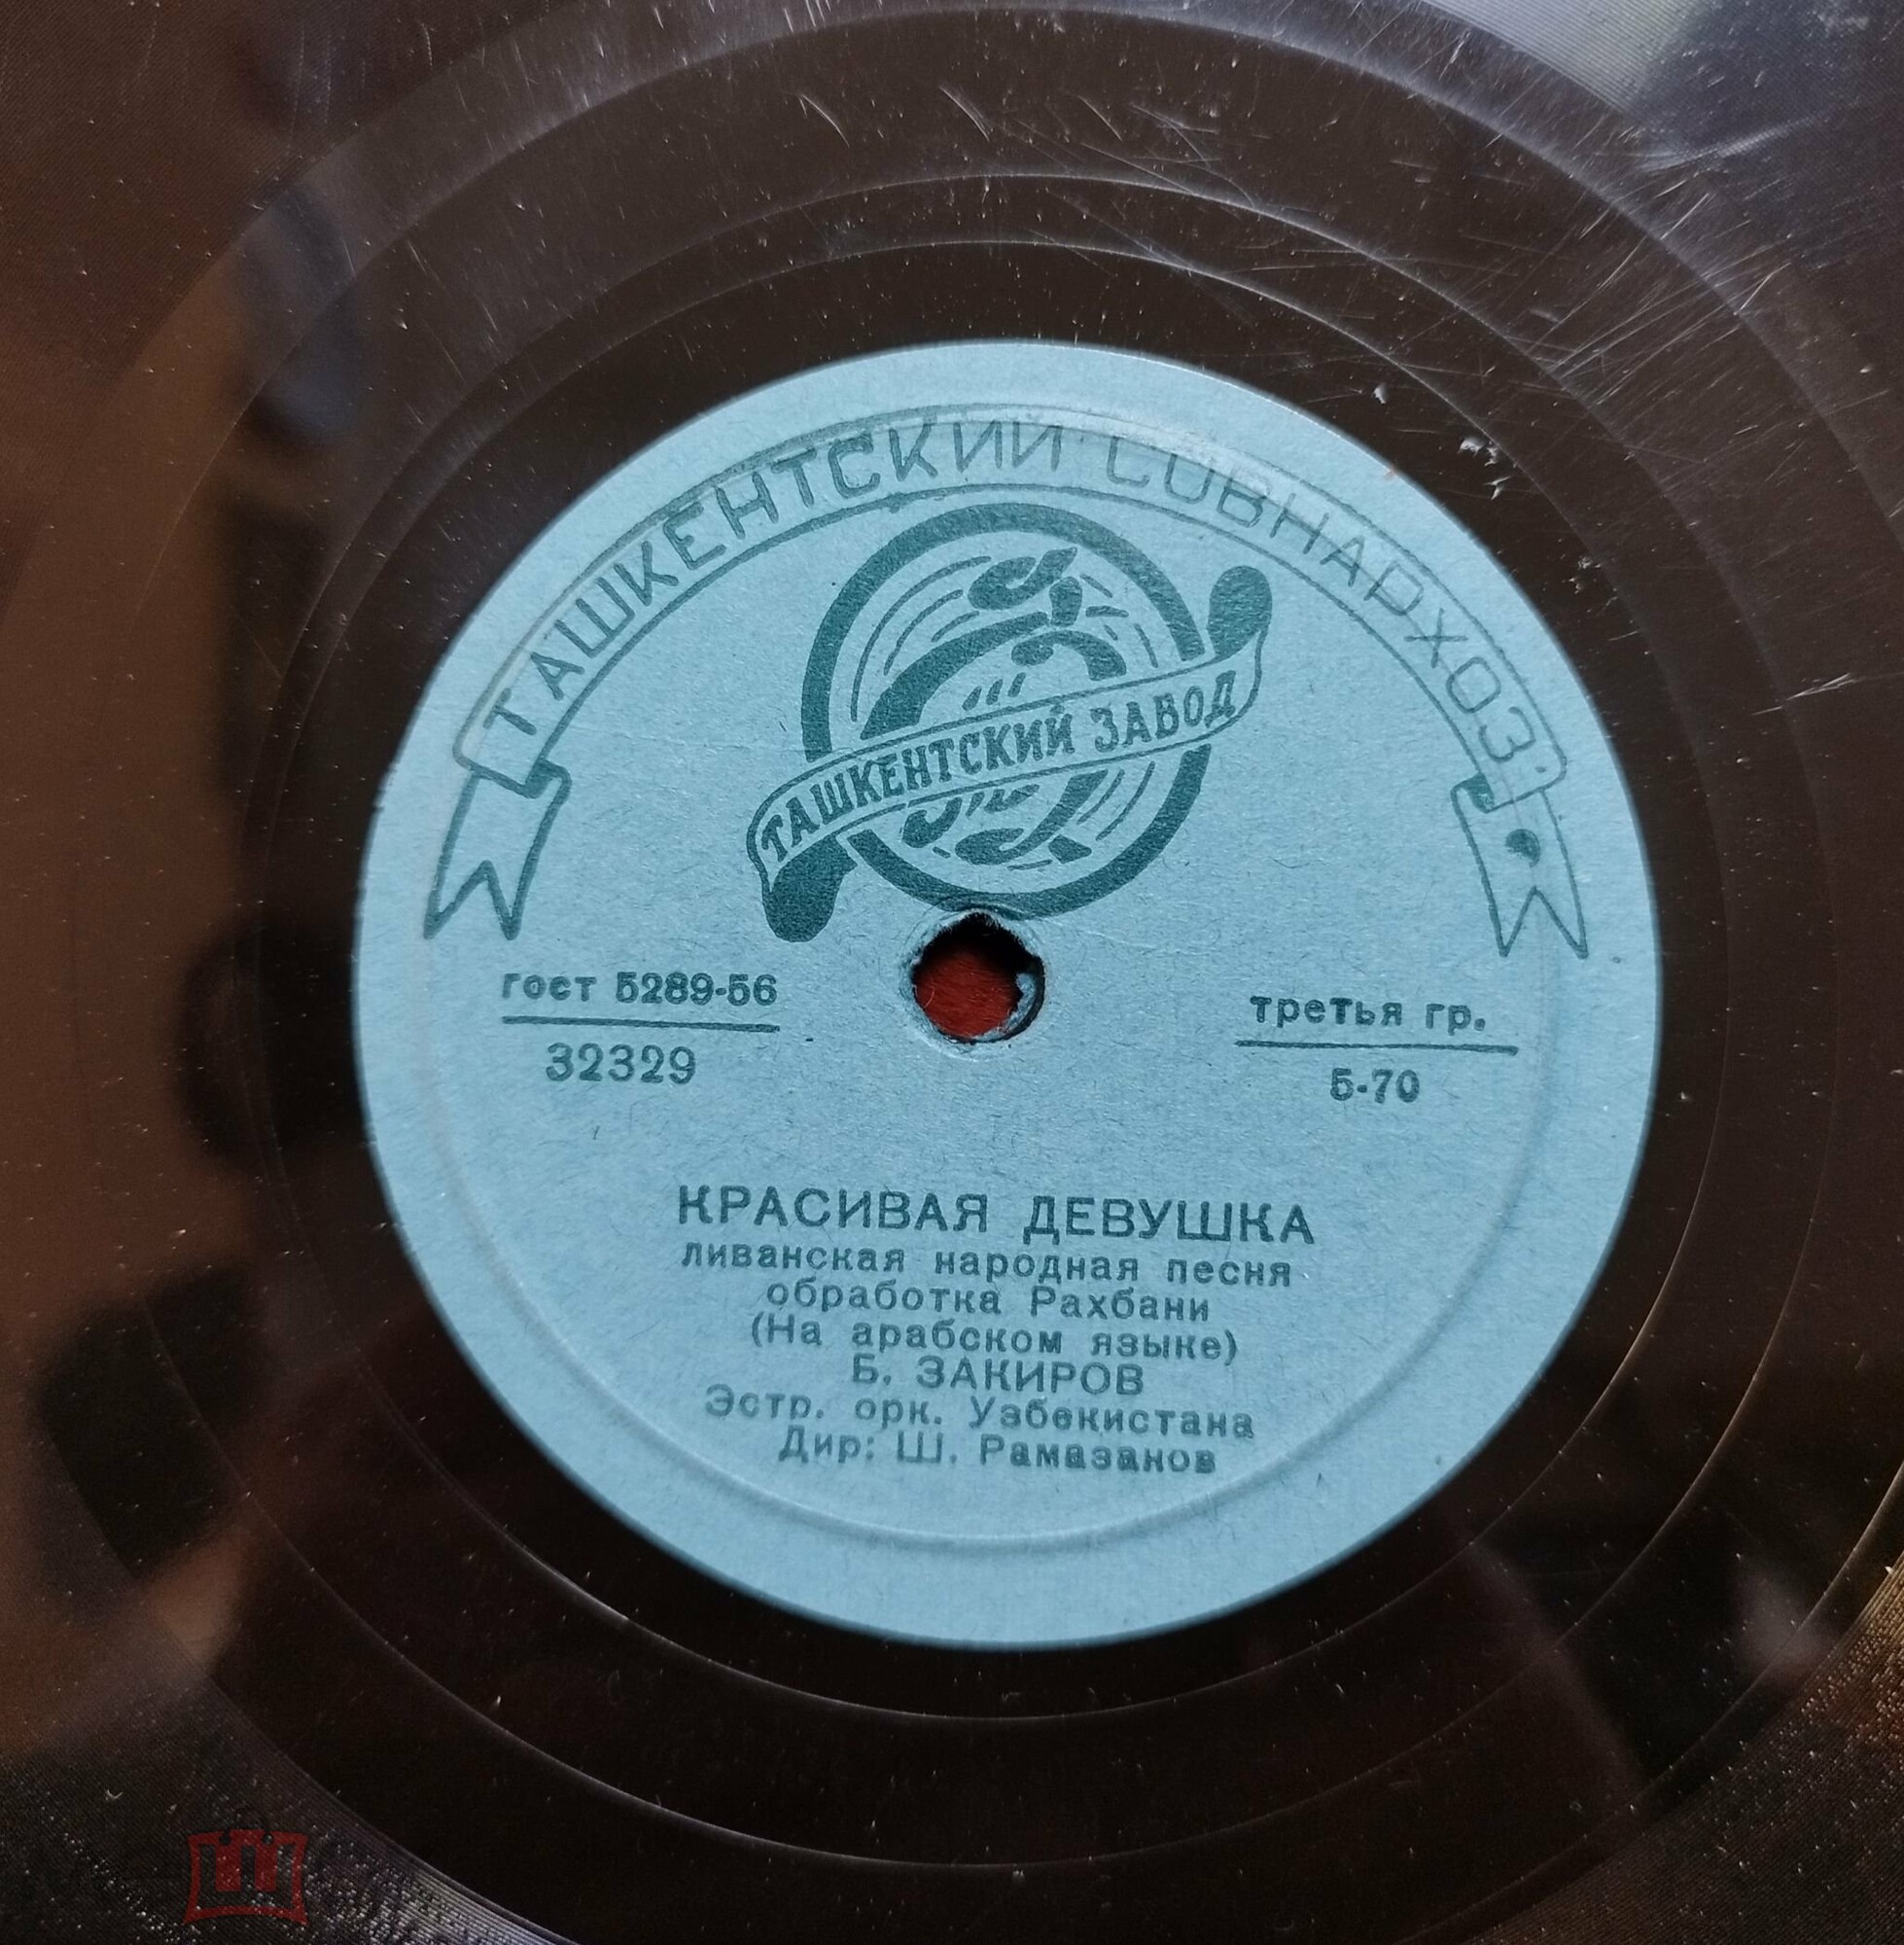 ТАШКЕНТСКИЙ СОВНАРХОЗ
ТАШКЕНТСКИЙ ЗАВОД
гост 5289-56
32329
третья гр.
5-70
КРАСИВАЯ ДЕВУШКА
ливанская народная песня
обработка Рахбани
(На арабском языке)
Б. ЗАКИРОВ
Эстр. орк. Узбекистана
Дир: Ш. Рамазанов